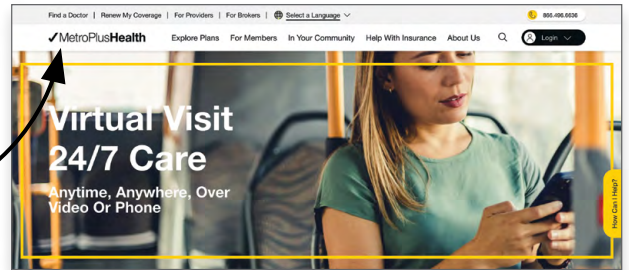 Find a Doctor | Renew My Coverage | For Providers | For Brokers | Select a Language
866.496.6636
MetroPlusHealth
Explore Plans For Members In Your Community Help With Insurance About Us
Login
Virtual Visit
24/7 Care
Anytime, Anywhere, Over
Video Or Phone
How Can I Help?